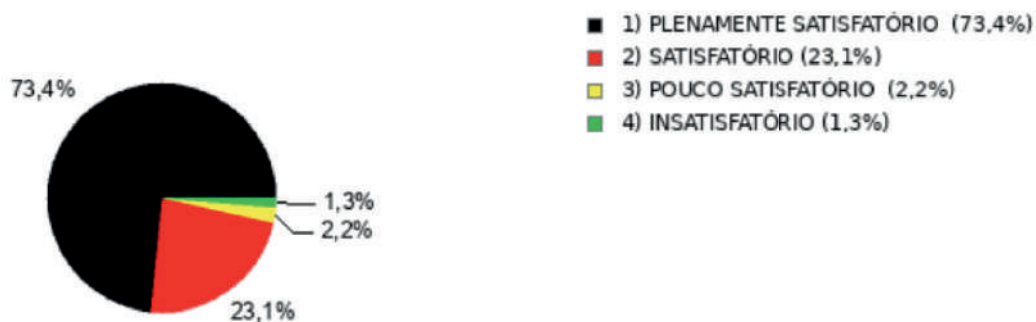 1) PLENAMENTE SATISFATÓRIO (73,4%)
2) SATISFATÓRIO (23,1%)
3) POUCO SATISFATÓRIO (2,2%)
4) INSATISFATÓRIO (1,3%)
73,4%
1,3%
2,2%
23,1%